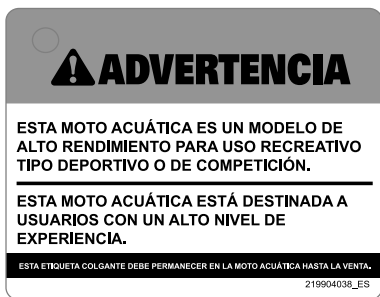 ADVERTENCIA
ESTA MOTO ACUÁTICA ES UN MODELO DE
ALTO RENDIMIENTO PARA USO RECREATIVO
TIPO DEPORTIVO O DE COMPETICIÓN.
ESTA MOTO ACUÁTICA ESTÁ DESTINADA A
USUARIOS CON UN ALTO NIVEL DE
EXPERIENCIA.
ESTA ETIQUETA COLGANTE DEBE PERMANECER EN LA MOTO ACUÁTICA HASTA LA VENTA.
219904038_ES